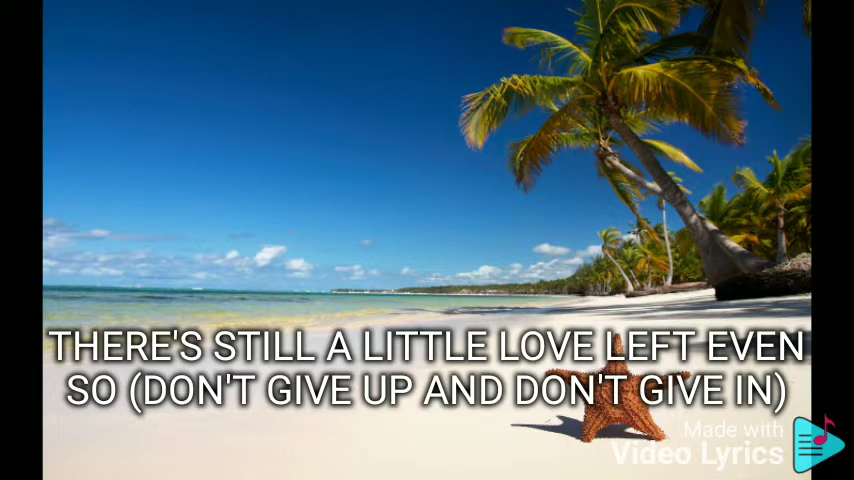 THERE'S STILL A LITTLE LOVE LEFT EVEN
SO (DON'T GIVE UP AND DON'T GIVE IN)
Made with
Video Lyrics